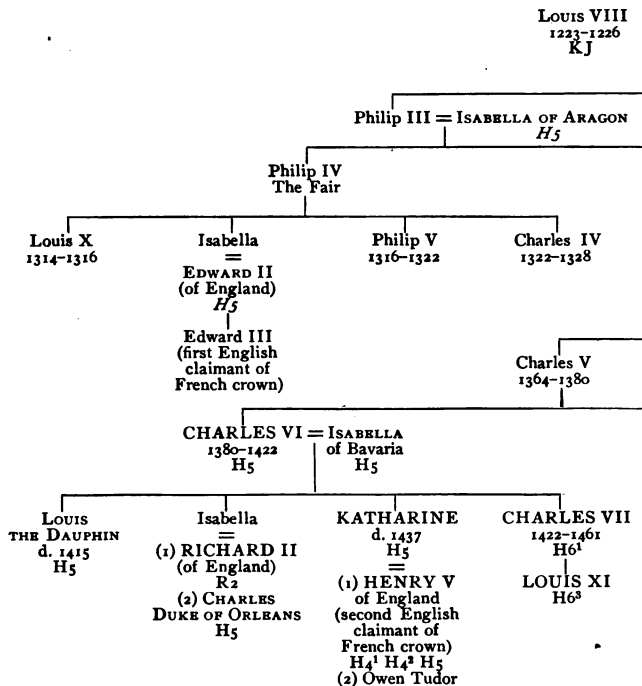 LOUIS VIII
1223–1226
KJ
Philip III = ISABELLA OF ARAGON
H5
Philip IV
The Fair
Louis X
1314–1316
Isabella
=
EDWARD II
(of England)
H5
Edward III
(first English
claimant of
French crown)
Philip V
1316–1322
Charles IV
1322–1328
Charles V
1364–1380
CHARLES VI = ISABELLA
1380–1422 of Bavaria
H5 H5
LOUIS
THE DAUPHIN
d. 1415
H5
Isabella
=
(1) RICHARD II
(of England)
R2
(2) CHARLES
DUKE OF ORLEANS
H5
KATHARINE
d. 1437
H5
=
(1) HENRY V
of England
(second English
claimant of
French crown)
H4¹ H4² H5
(2) Owen Tudor
CHARLES VII
1422–1461
H6¹
LOUIS XI
H6³